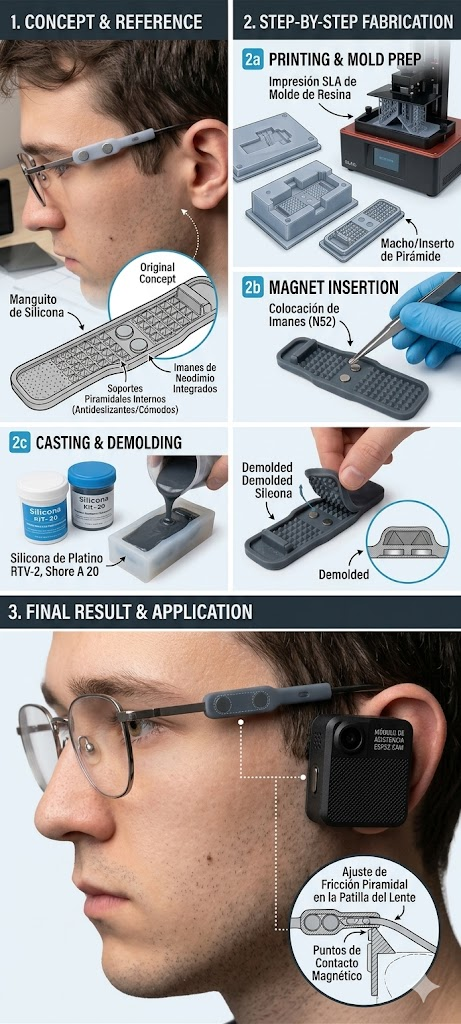 1. CONCEPT & REFERENCE
Original
Concept
Manguito
de Silicona
Soportes
Piramidales Internos
(Antideslizantes/Cómodos)
Imanes de
Neodimio
Integrados
2. STEP-BY-STEP FABRICATION
2a PRINTING & MOLD PREP
Impresión SLA de
Molde de Resina
Macho/Inserto
de Pirámide
2b MAGNET INSERTION
Colocación de
Imanes (N52)
2c CASTING & DEMOLDING
Silicona
Silicona
KIT-20
Silicona de Platino
RTV-2, Shore A 20
Demolded
Demolded
Sileona
Demolded
3. FINAL RESULT & APPLICATION
MÓDULO DE
ASISTENCIA
ESP32 CAM
Ajuste de
Fricción Piramidal
en la Patilla del Lente
Puntos de
Contacto
Magnético